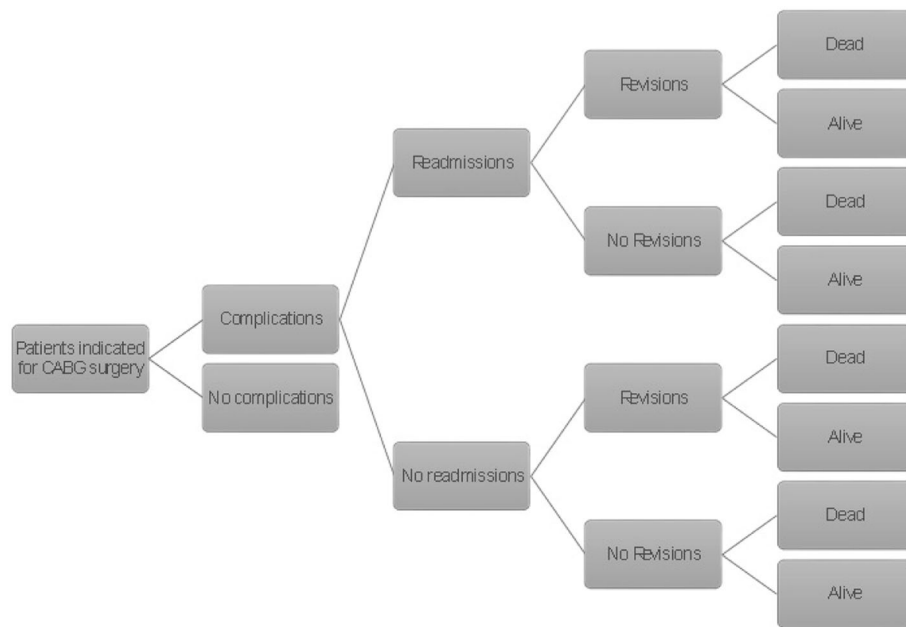 Patients indicated
for CABG surgery
Complications
No complications
Readmissions
No readmissions
Revisions
No Revisions
Revisions
No Revisions
Dead
Alive
Dead
Alive
Dead
Alive
Dead
Alive